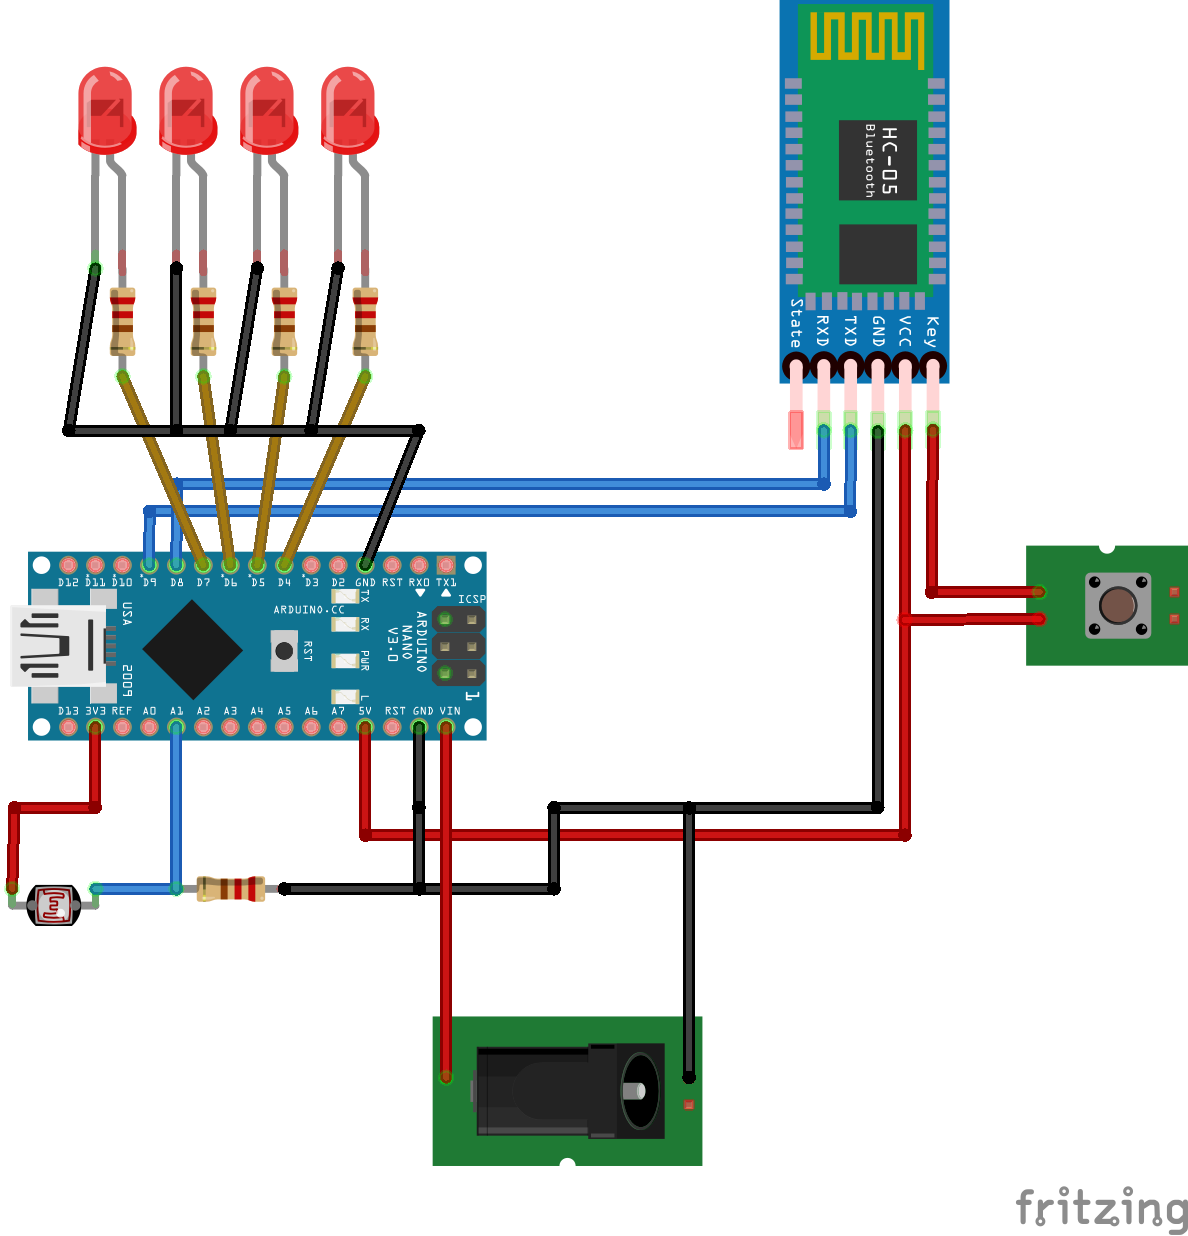 HC-05
Bluetooth
State
RXD
TXD
GND
VCC
Key
D12
D11
D10
D9
D8
D7
D6
D5
D4
D3
D2
GND
RST
RX0
TX1
USA
2009
ARDUINO.CC
RST
TX
RX
PWR
L
ARDUINO
NANO
V3.0
ICSP
1
D13
3V3
REF
A0
A1
A2
A3
A4
A5
A6
A7
5V
RST
GND
VIN
fritzing